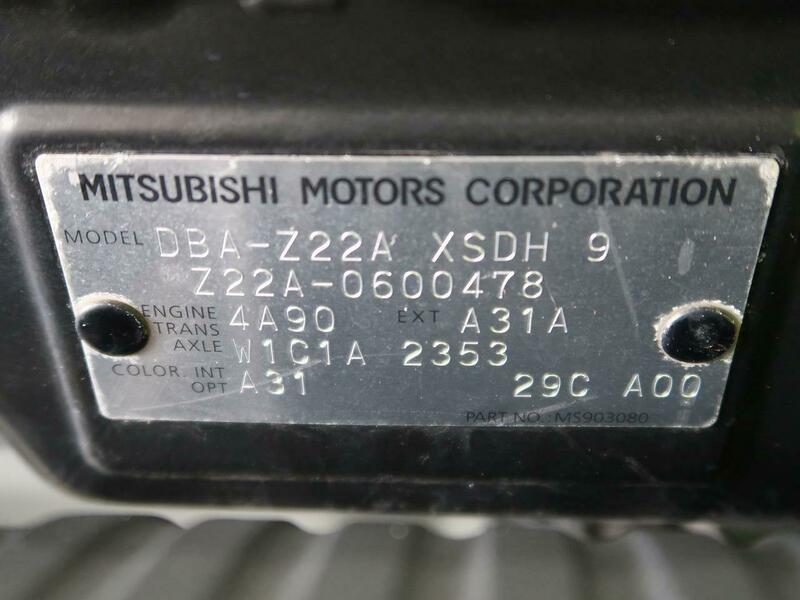 MITSUBISHI MOTORS CORPORATION
MODEL DBA-Z22A XSDH 9
Z22A-0600478
ENGINE 4A90 EXT A31A
TRANS
AXLE W1C1A 2353
COLOR. INT
OPT A31 29C A00
PART NO.: MS903080